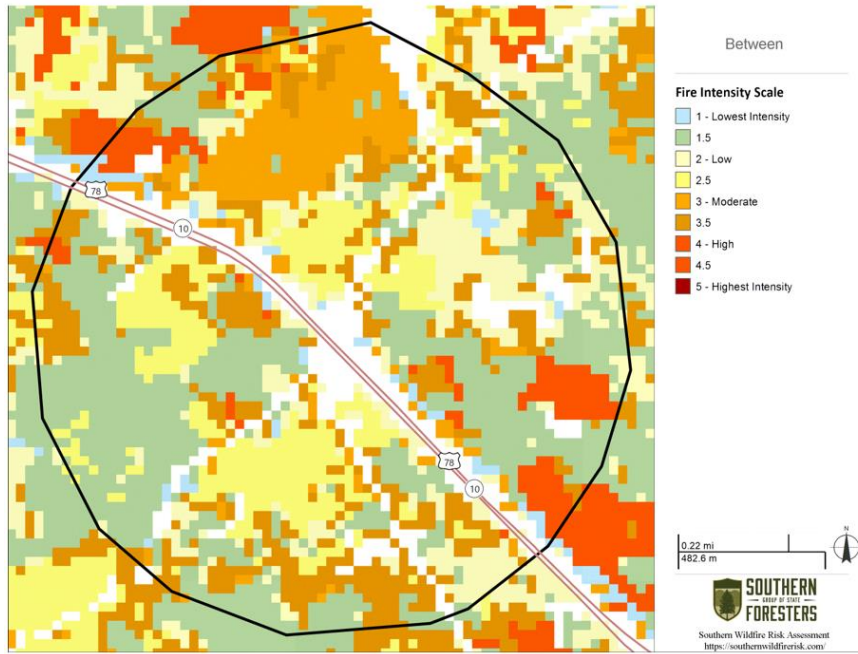 Between
Fire Intensity Scale
1 - Lowest Intensity
1.5
2 - Low
2.5
3 - Moderate
3.5
4 - High
4.5
5 - Highest Intensity
78
10
78
10
0.22 mi
482.6 m
N
SOUTHERN
GROUP OF STATE
FORESTERS
Southern Wildfire Risk Assessment
https://southernwildfirerisk.com/